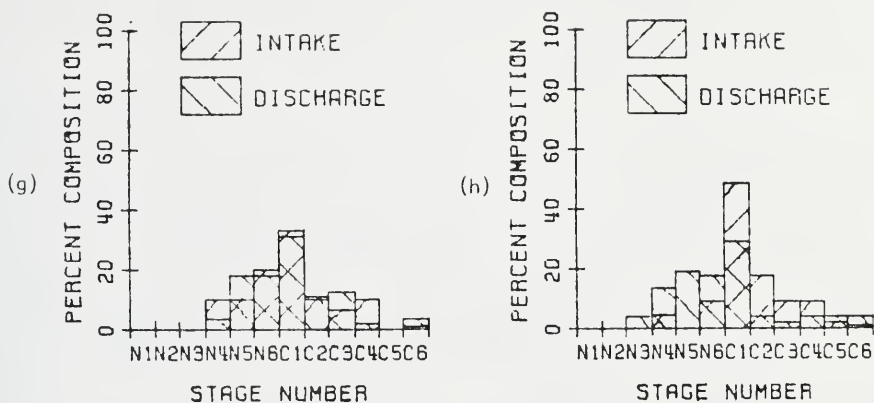 (g)
PERCENT COMPOSITION
100
80
60
40
20
0
INTAKE
DISCHARGE
N1N2N3N4N5N6C1C2C3C4C5C6
STAGE NUMBER
(h)
PERCENT COMPOSITION
100
80
60
40
20
0
INTAKE
DISCHARGE
N1N2N3N4N5N6C1C2C3C4C5C6
STAGE NUMBER